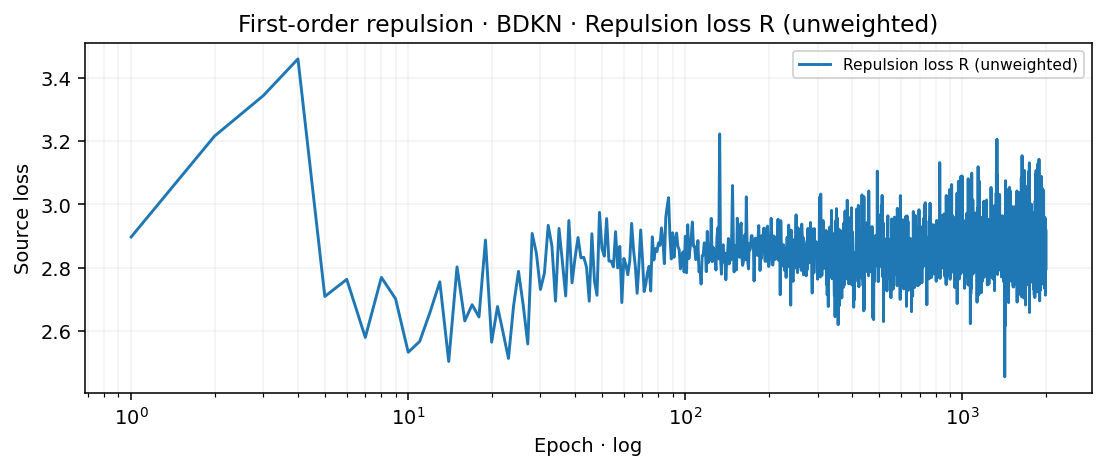 First-order repulsion · BDKN · Repulsion loss R (unweighted)
Repulsion loss R (unweighted)
Source loss
3.4
3.2
3.0
2.8
2.6
10⁰
10¹
10²
10³
Epoch · log